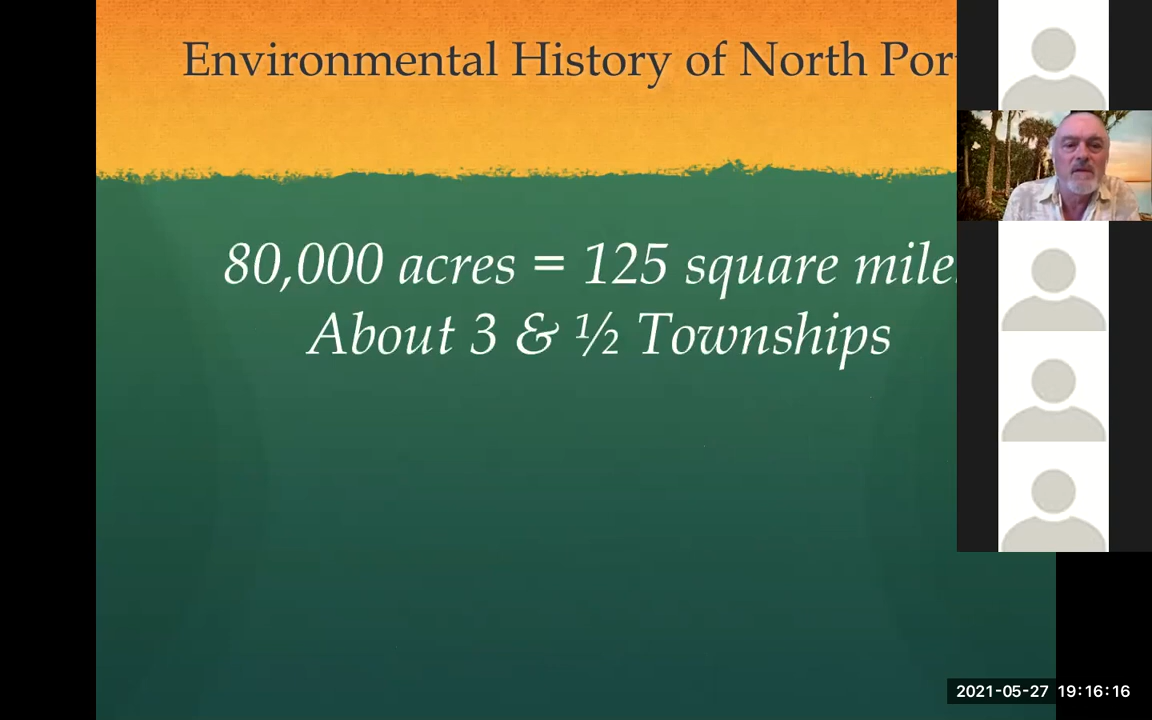 Environmental History of North Por
80,000 acres = 125 square mile
About 3 & ½ Townships
2021-05-27 19:16:16